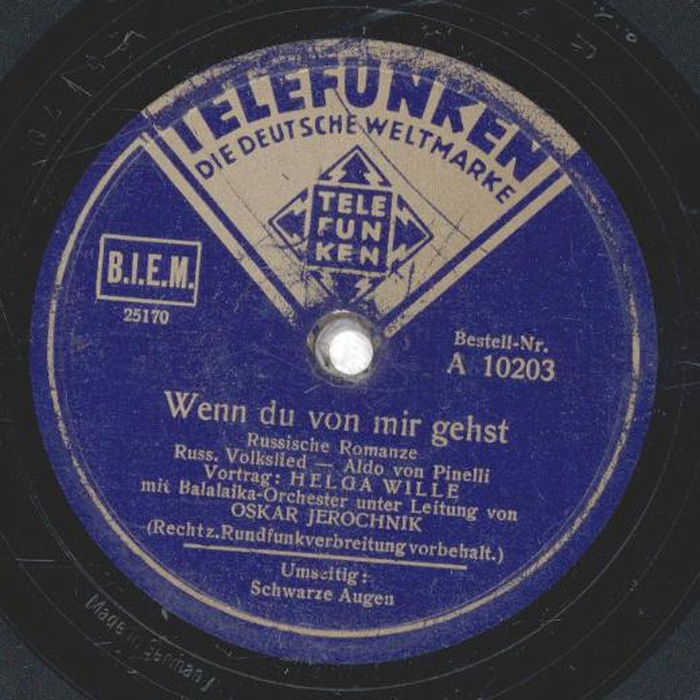 TELEFUNKEN
DIE DEUTSCHE WELTMARKE
TELE
FUN
KEN
B.I.E.M.
25170
Bestell-Nr.
A 10203
Wenn du von mir gehst
Russische Romanze
Russ. Volkslied — Aldo von Pinelli
Vortrag: HELGA WILLE
mit Balalaika-Orchester unter Leitung von
OSKAR JEROCHNIK
(Recht z. Rundfunkverbreitung vorbehalt.)
Umseitig:
Schwarze Augen
Made in Germany